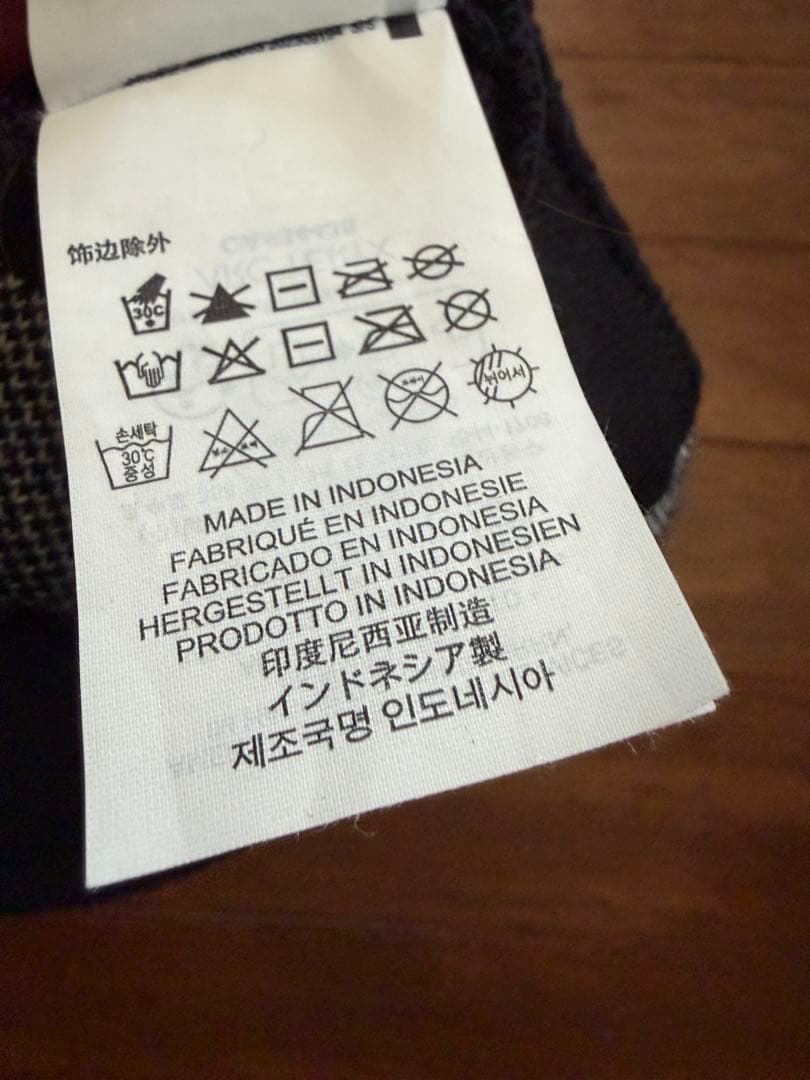 饰边除外
30C
손세탁
30℃
중성
뉘어서
MADE IN INDONESIA
FABRIQUÉ EN INDONESIE
FABRICADO EN INDONESIA
HERGESTELLT IN INDONESIEN
PRODOTTO IN INDONESIA
印度尼西亚制造
インドネシア製
제조국명 인도네시아